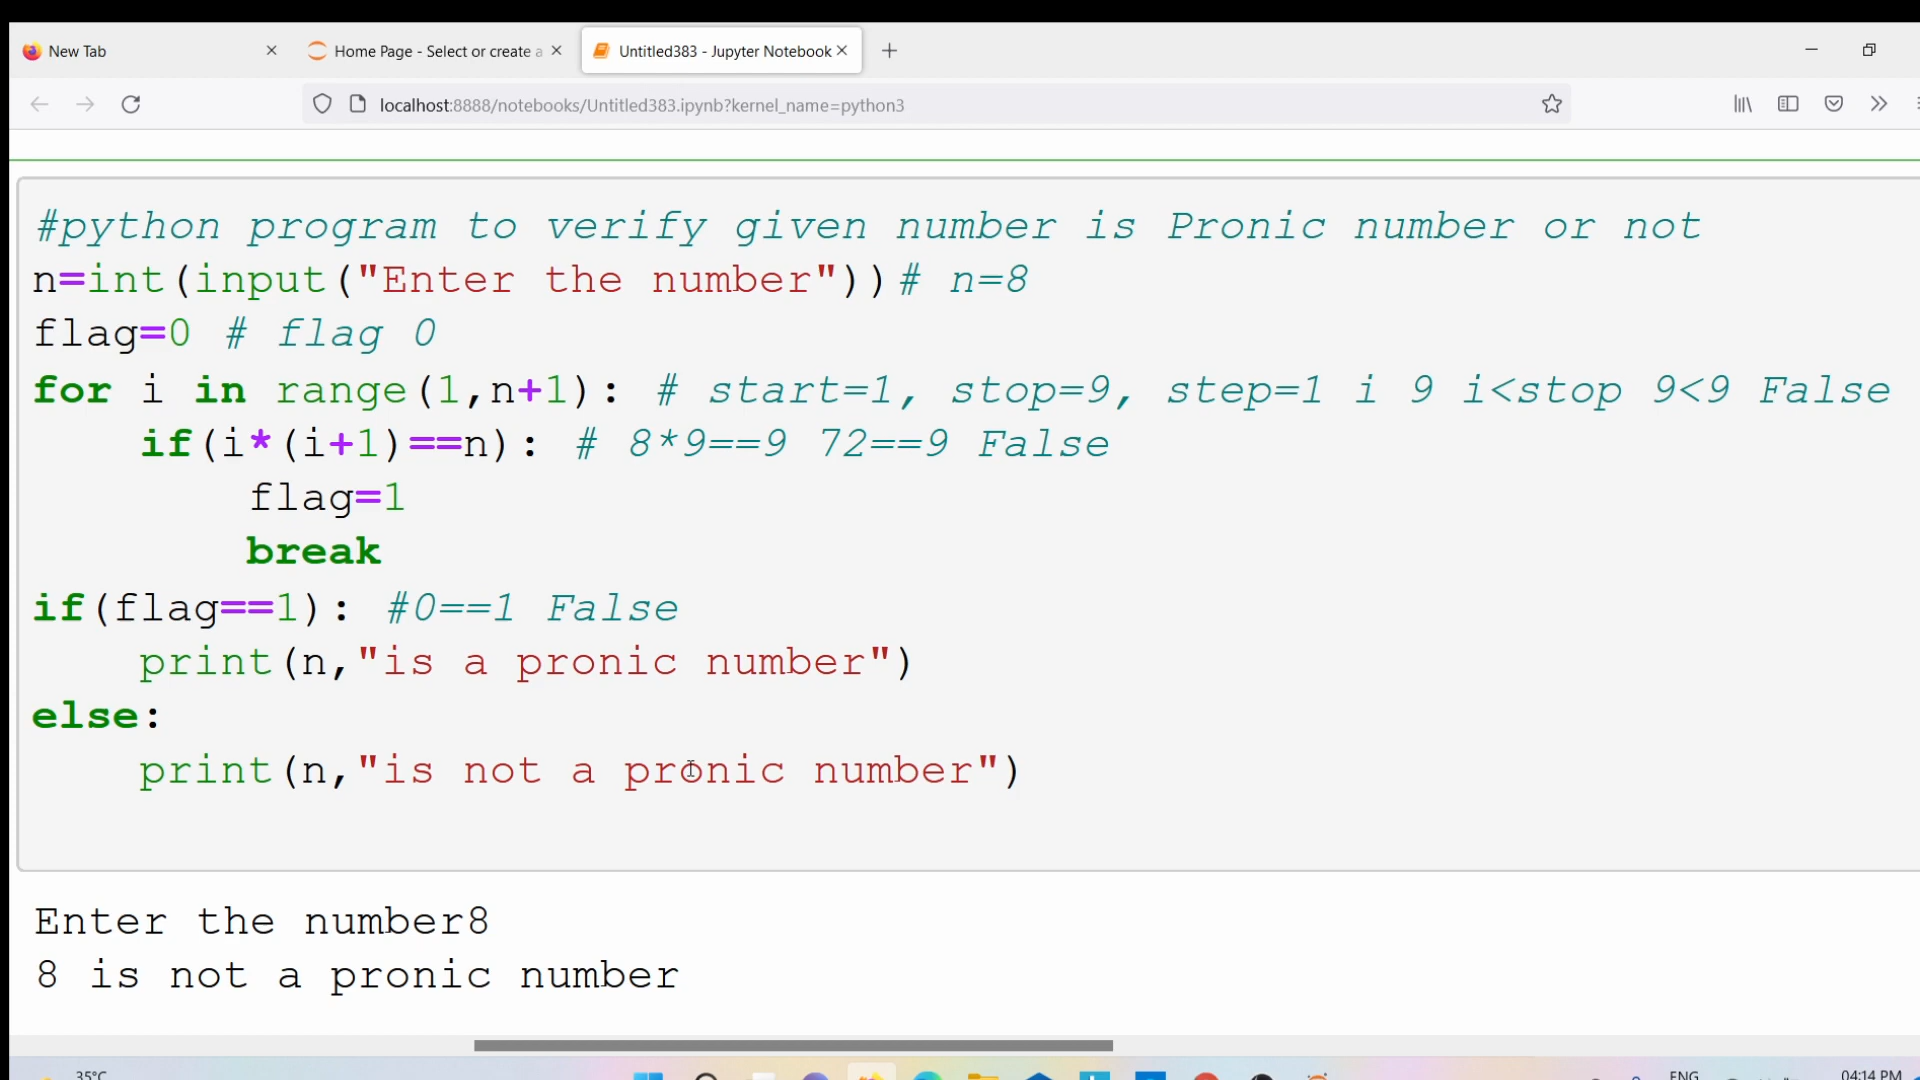 New Tab
Home Page - Select or create a
Untitled383 - Jupyter Notebook
localhost:8888/notebooks/Untitled383.ipynb?kernel_name=python3
#python program to verify given number is Pronic number or not
n=int(input("Enter the number"))# n=8
flag=0 # flag 0
for i in range(1,n+1): # start=1, stop=9, step=1 i 9 i<stop 9<9 False
if(i*(i+1)==n): # 8*9==9 72==9 False
flag=1
break
if(flag==1): #0==1 False
print(n,"is a pronic number")
else:
print(n,"is not a pronic number")
Enter the number8
8 is not a pronic number
35°C
ENG
04:14 PM